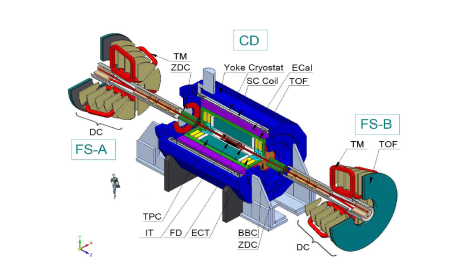 CD
TM
ZDC
Yoke Cryostat ECal
SC Coil TOF
DC
FS-A
FS-B
TM
TOF
TPC
IT FD ECT
BBC
ZDC
DC
Y
X
Z